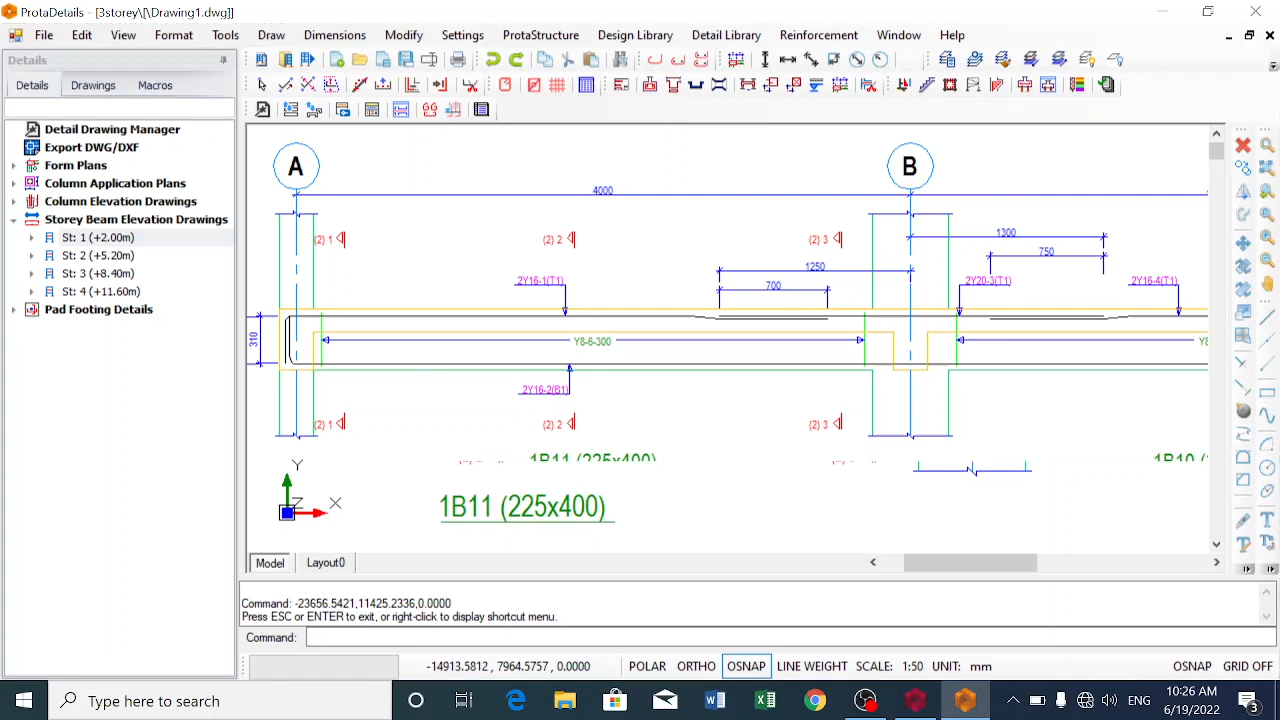 ProtaDetails - [3storey\[\Drawing1.dwg]]
File Edit View Format Tools Draw Dimensions Modify Settings ProtaStructure Design Library Detail Library Reinforcement Window Help
Details
Details Drawings Macros
Detail Drawing Manager
Export DWG/DXF
Form Plans
Column Application Plans
Column Elevation Drawings
Storey Beam Elevation Drawings
St: 1 (+2.00m)
St: 2 (+5.20m)
St: 3 (+8.90m)
St: 4 (+11.60m)
Pad Footing Details
A
B
4000
1300
(2) 1
(2) 2
(2) 3
750
1250
2Y16-1(T1)
700
2Y20-3(T1)
2Y16-4(T1)
310
Y8-6-300
Y8
2Y16-2(B1)
(2) 1
(2) 2
(2) 3
1B11 (225x400)
Y
Z
X
1B11 (225x400)
Model Layout0
Command: -23656.5421,11425.2336,0.0000
Press ESC or ENTER to exit, or right-click to display shortcut menu.
Command:
-14913.5812 , 7964.5757 , 0.0000 POLAR ORTHO OSNAP LINE WEIGHT SCALE: 1:50 UNIT: mm OSNAP GRID OFF
Type here to search
ENG
10:26 AM
6/19/2022
3